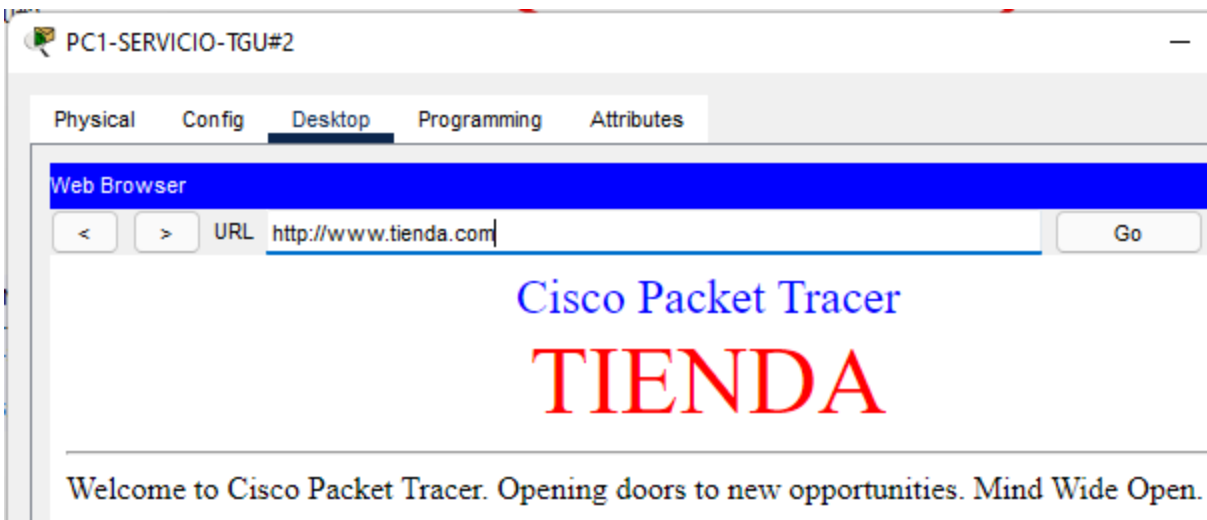 PC1-SERVICIO-TGU#2
Physical Config Desktop Programming Attributes
Web Browser
< > URL http://www.tienda.com Go
Cisco Packet Tracer
TIENDA
Welcome to Cisco Packet Tracer. Opening doors to new opportunities. Mind Wide Open.